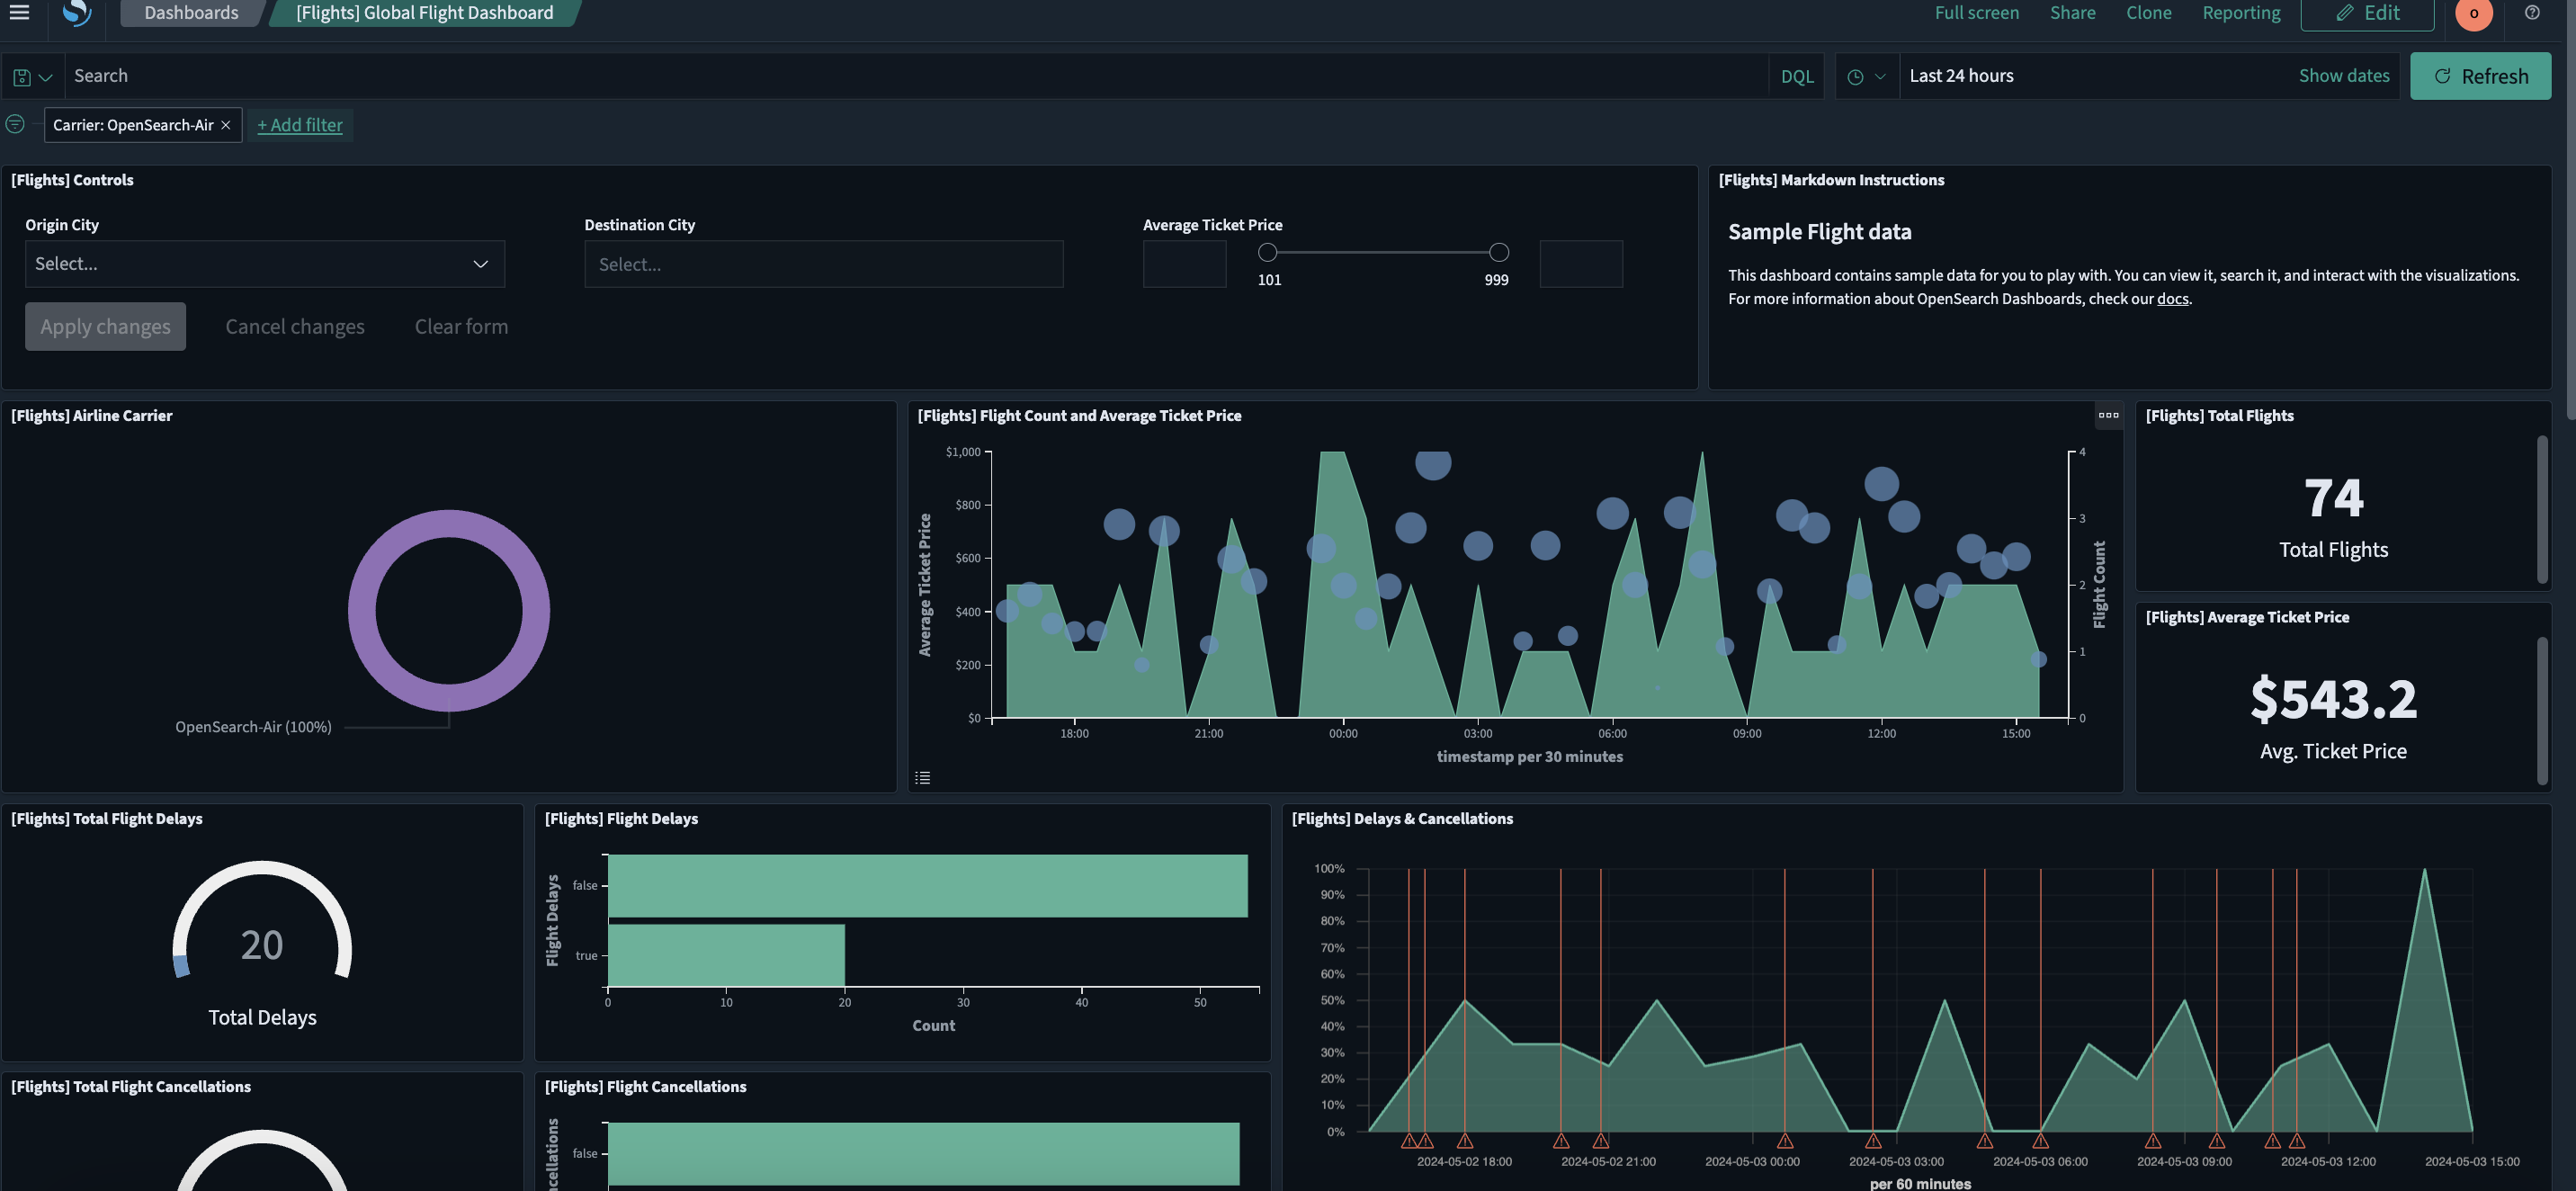 Dashboards
[Flights] Global Flight Dashboard
Full screen
Share
Clone
Reporting
Edit
o
Search
DQL
Last 24 hours
Show dates
Refresh
Carrier: OpenSearch-Air ×
+ Add filter
[Flights] Controls
Origin City
Select...
Destination City
Select...
Average Ticket Price
101
999
Apply changes
Cancel changes
Clear form
[Flights] Markdown Instructions
Sample Flight data
This dashboard contains sample data for you to play with. You can view it, search it, and interact with the visualizations.
For more information about OpenSearch Dashboards, check our docs.
[Flights] Airline Carrier
OpenSearch-Air (100%)
[Flights] Flight Count and Average Ticket Price
Average Ticket Price
$1,000
$800
$600
$400
$200
$0
18:00
21:00
00:00
03:00
06:00
09:00
12:00
15:00
timestamp per 30 minutes
4
3
2
1
0
Flight Count
[Flights] Total Flights
74
Total Flights
[Flights] Average Ticket Price
$543.2
Avg. Ticket Price
[Flights] Total Flight Delays
20
Total Delays
[Flights] Flight Delays
Flight Delays
false
true
0
10
20
30
40
50
Count
[Flights] Delays & Cancellations
100%
90%
80%
70%
60%
50%
40%
30%
20%
10%
0%
2024-05-02 18:00
2024-05-02 21:00
2024-05-03 00:00
2024-05-03 03:00
2024-05-03 06:00
2024-05-03 09:00
2024-05-03 12:00
2024-05-03 15:00
per 60 minutes
[Flights] Total Flight Cancellations
[Flights] Flight Cancellations
false